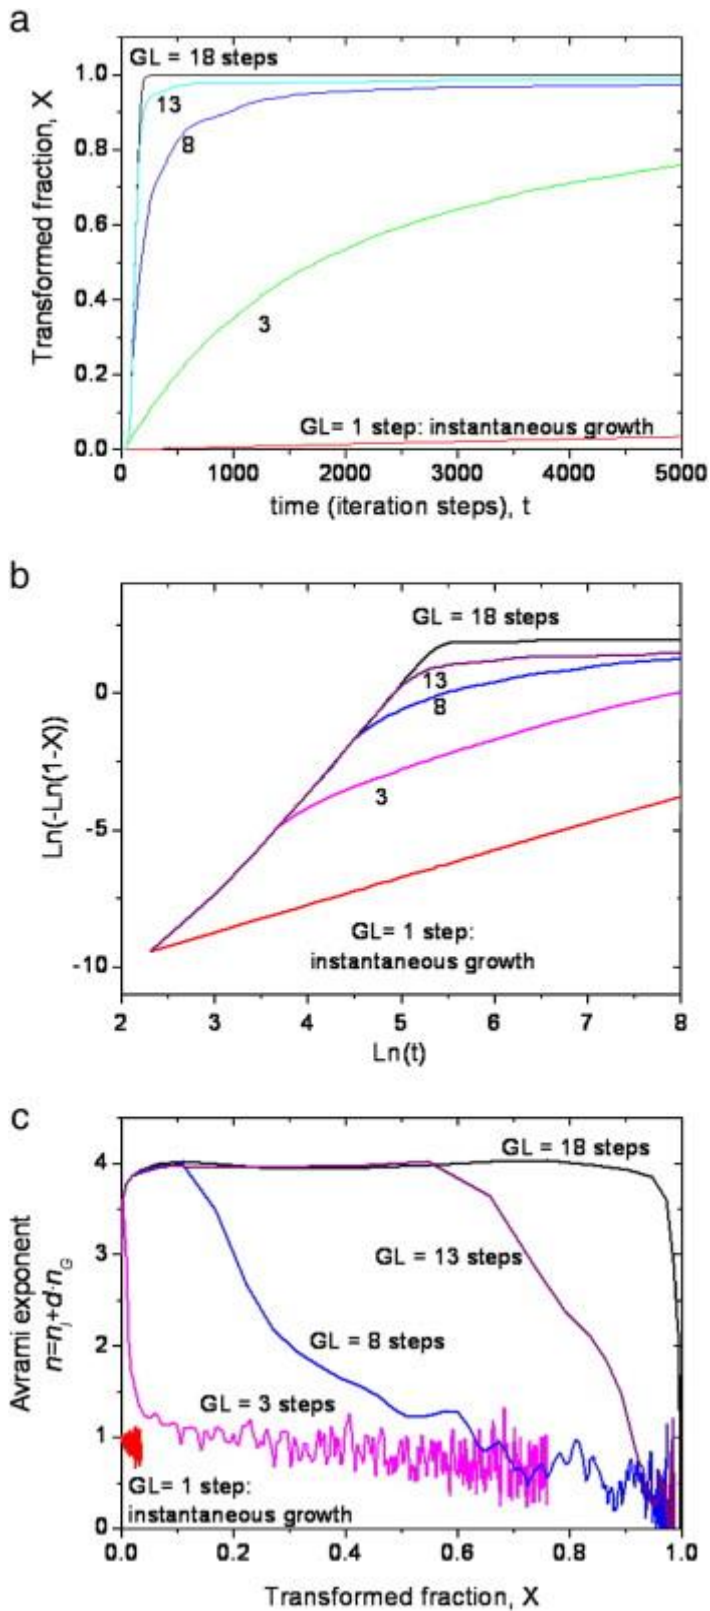 a
GL = 18 steps
13
8
3
GL= 1 step: instantaneous growth
1.0
0.8
0.6
0.4
0.2
0.0
Transformed fraction, X
0 1000 2000 3000 4000 5000
time (iteration steps), t
b
GL = 18 steps
13
8
3
GL= 1 step:
instantaneous growth
0
-5
-10
Ln(-Ln(1-X))
2 3 4 5 6 7 8
Ln(t)
c
GL = 18 steps
GL = 13 steps
GL = 8 steps
GL = 3 steps
GL= 1 step:
instantaneous growth
4
3
2
1
0
Avrami exponent
n=nJ+d·nG
0.0 0.2 0.4 0.6 0.8 1.0
Transformed fraction, X